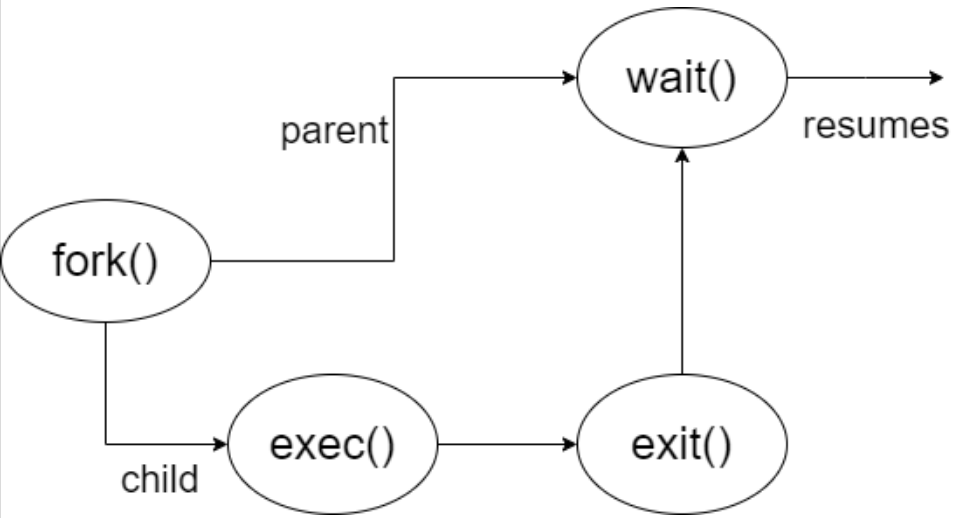 wait()
parent
resumes
fork()
exec()
exit()
child